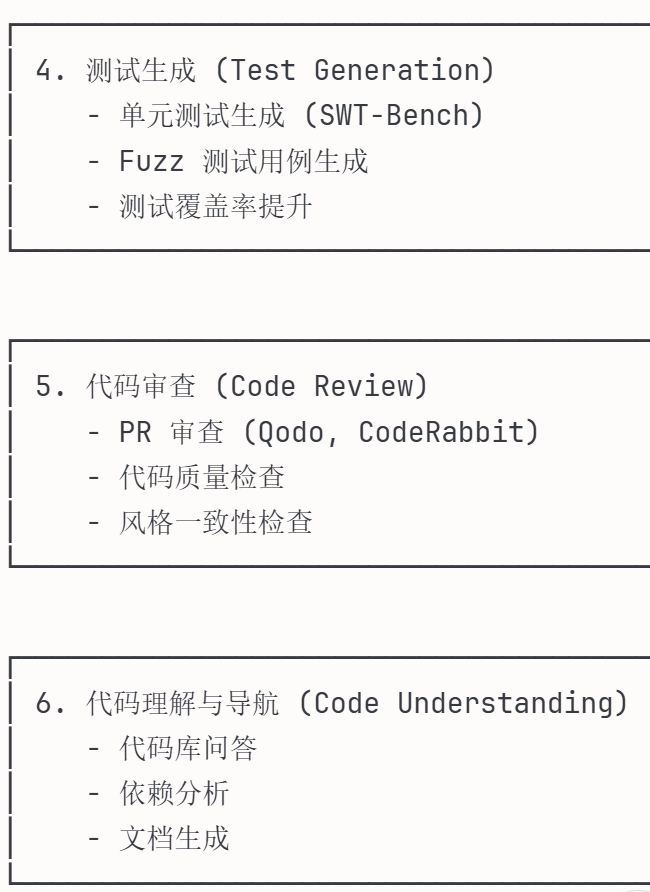 4. 测试生成 (Test Generation)
- 单元测试生成 (SWT-Bench)
- Fuzz 测试用例生成
- 测试覆盖率提升
5. 代码审查 (Code Review)
- PR 审查 (Qodo, CodeRabbit)
- 代码质量检查
- 风格一致性检查
6. 代码理解与导航 (Code Understanding)
- 代码库问答
- 依赖分析
- 文档生成